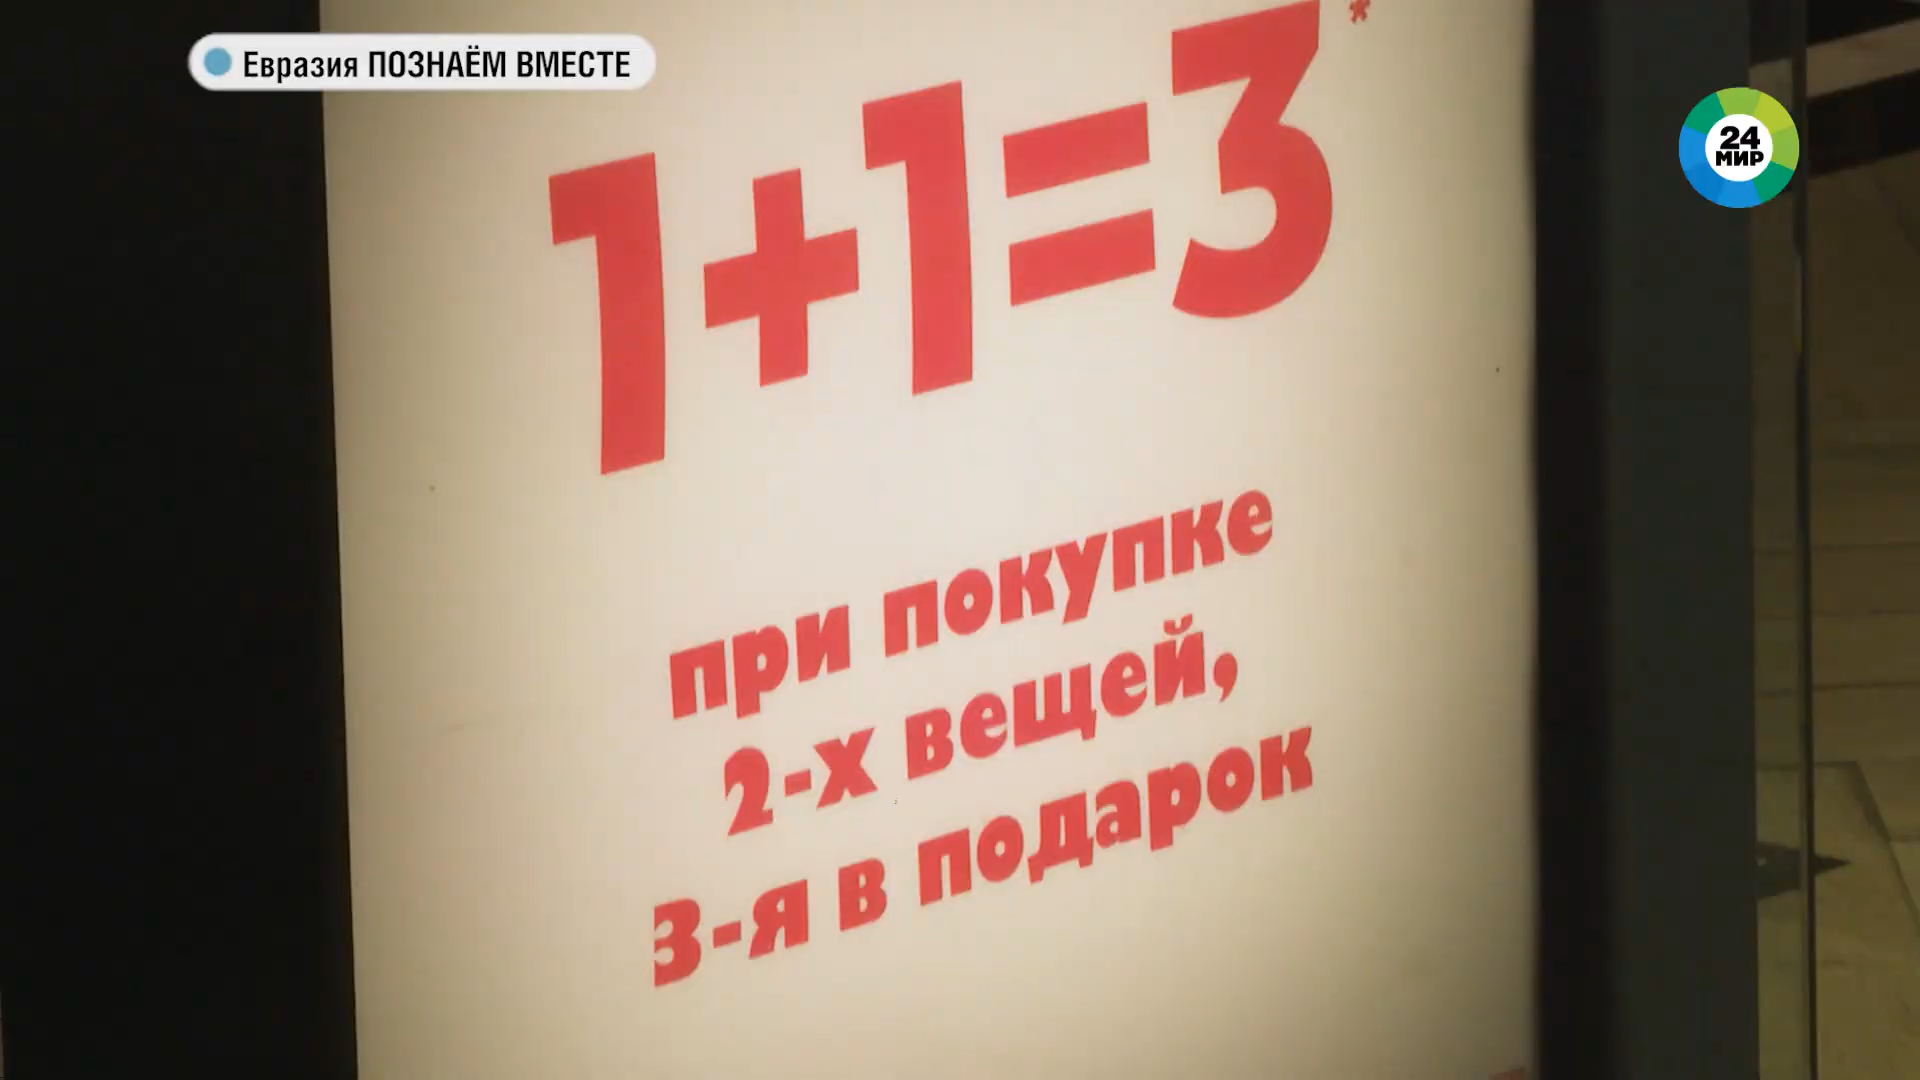 Евразия ПОЗНАЁМ ВМЕСТЕ
24
МИР
1+1=3*
при покупке
2-х вещей,
3-я в подарок